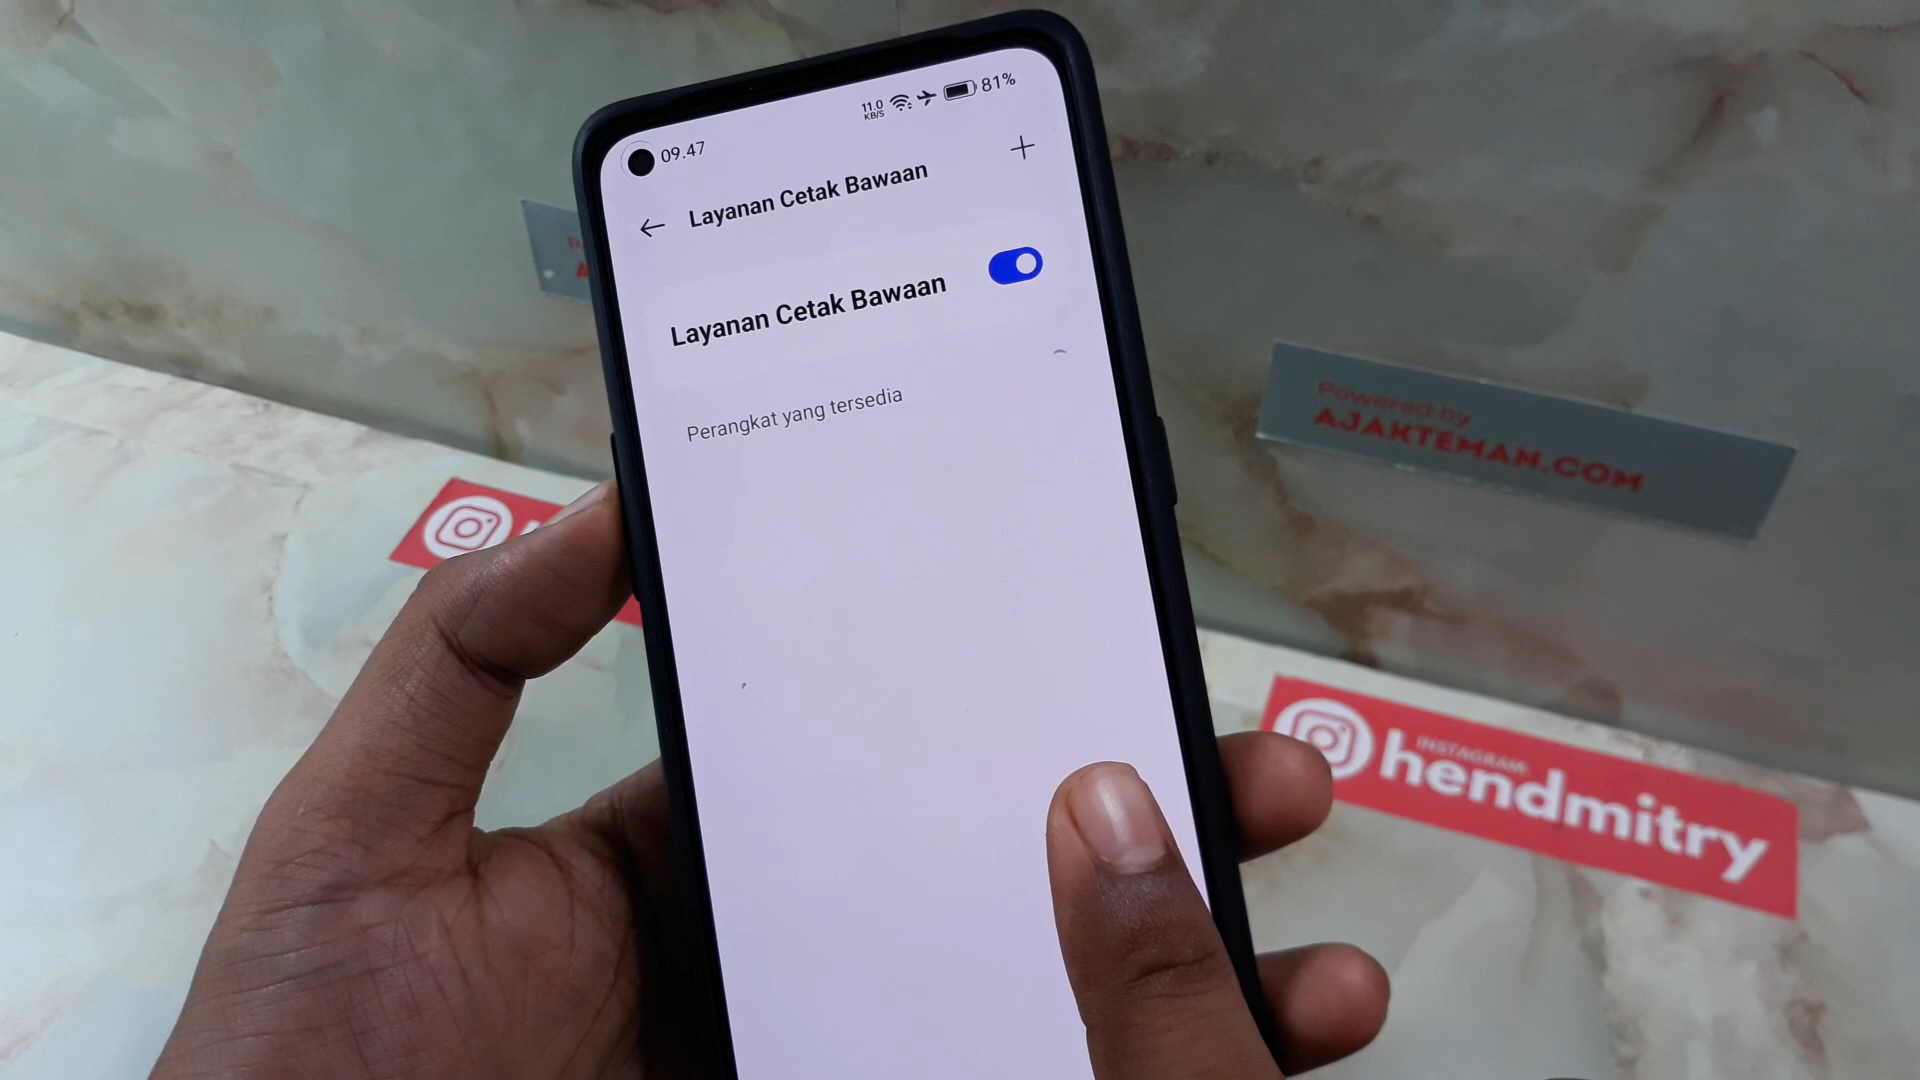 09.47
11.0
KB/S
81%
Layanan Cetak Bawaan
Layanan Cetak Bawaan
Perangkat yang tersedia
Powered by
AJAKTEMAN.COM
INSTAGRAM
hendmitry